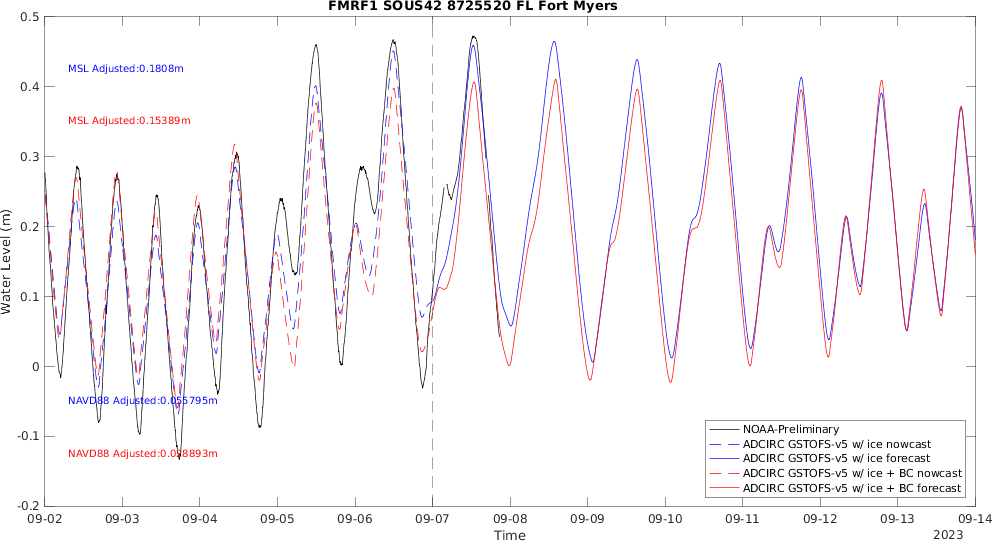 FMRF1 SOUS42 8725520 FL Fort Myers
0.5
0.4
0.3
0.2
0.1
0
-0.1
-0.2
Water Level (m)
MSL Adjusted:0.1808m
MSL Adjusted:0.15389m
NAVD88 Adjusted:0.055795m
NAVD88 Adjusted:0.028893m
NOAA-Preliminary
ADCIRC GSTOFS-v5 w/ ice nowcast
ADCIRC GSTOFS-v5 w/ ice forecast
ADCIRC GSTOFS-v5 w/ ice + BC nowcast
ADCIRC GSTOFS-v5 w/ ice + BC forecast
09-02 09-03 09-04 09-05 09-06 09-07 09-08 09-09 09-10 09-11 09-12 09-13 09-14
Time
2023